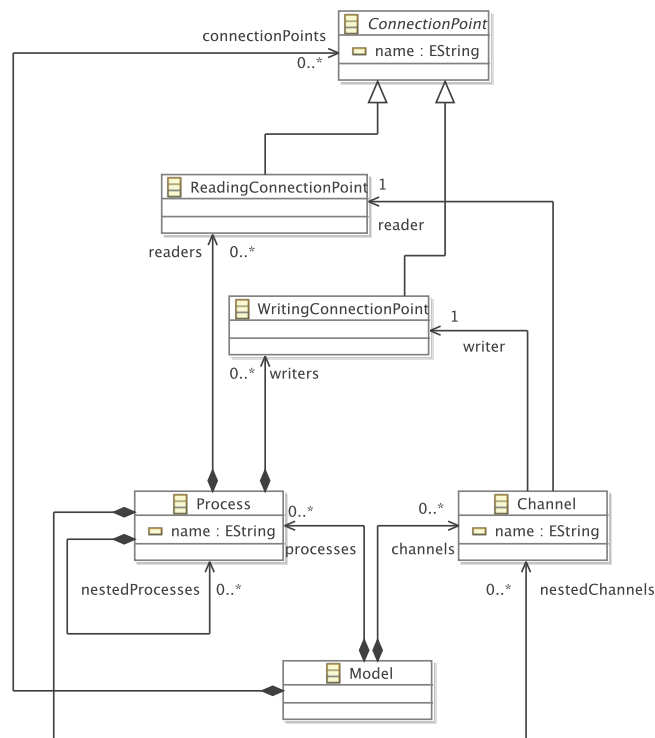 ConnectionPoint
connectionPoints
name : EString
0..*
ReadingConnectionPoint
1
reader
readers
0..*
WritingConnectionPoint
1
writer
0..*
writers
Process
Channel
0..*
0..*
name : EString
name : EString
processes
channels
nestedProcesses
0..*
0..*
nestedChannels
Model